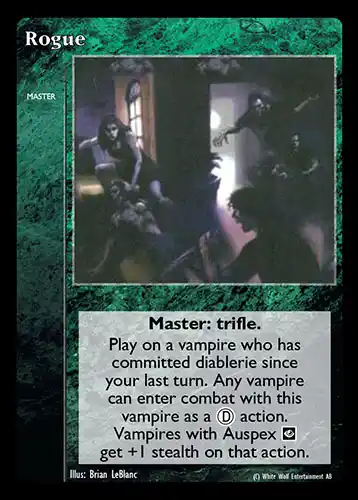 Rogue
MASTER
Master: trifle.
Play on a vampire who has
committed diablerie since
your last turn. Any vampire
can enter combat with this
vampire as a Ⓓ action.
Vampires with Auspex
get +1 stealth on that action.
Illus: Brian LeBlanc
(C) White Wolf Entertainment AB